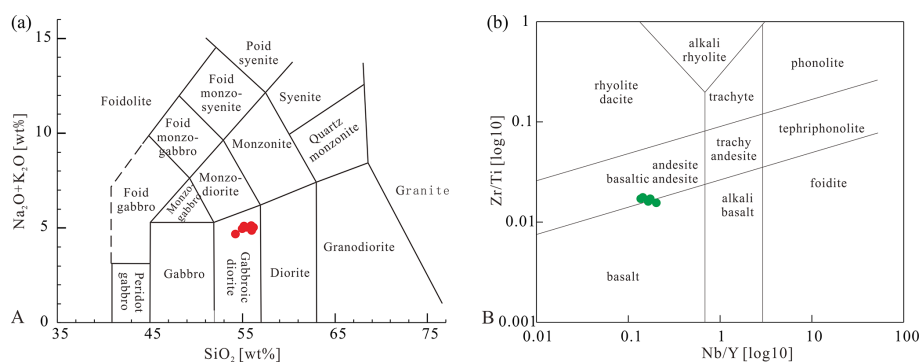 (a)
15
10
5
0
Na₂O+K₂O [wt%]
Poid
syenite
Foid
monzo-
syenite
Foidolite
Syenite
Foid
monzo-
gabbro
Monzonite
Quartz
monzonite
Foid
gabbro
Monzo-
gabbro
Monzo-
diorite
Granite
Peridot
gabbro
Gabbro
Gabbroic
diorite
Diorite
Granodiorite
A
35
45
55
65
75
SiO₂ [wt%]
(b)
1
0.1
0.01
0.001
Zr/Ti [log10]
alkali
rhyolite
phonolite
rhyolite
dacite
trachyte
tephriphonolite
trachy
andesite
andesite
basaltic andesite
foidite
alkali
basalt
basalt
B
0.01
0.1
1
10
100
Nb/Y [log10]